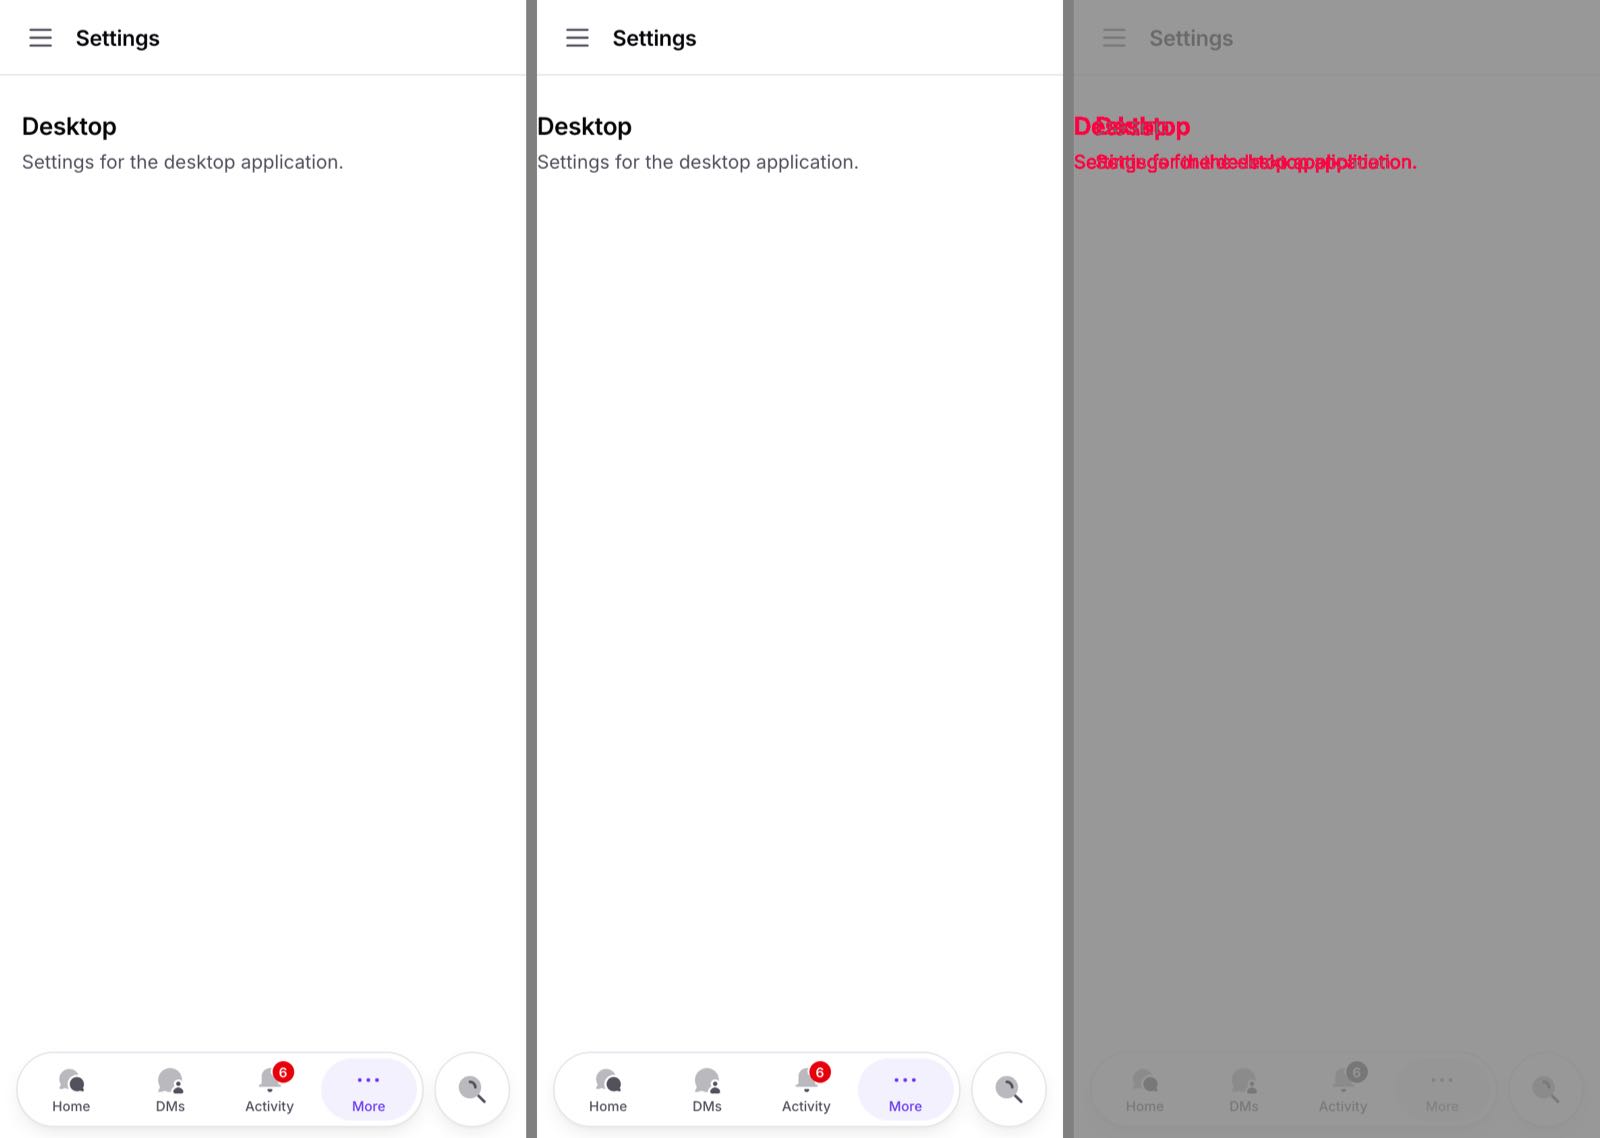 Settings
Desktop
Settings for the desktop application.
Home
DMs
Activity
6
More
Settings
Desktop
Settings for the desktop application.
Home
DMs
Activity
6
More
Settings
Home
DMs
Activity
6
More